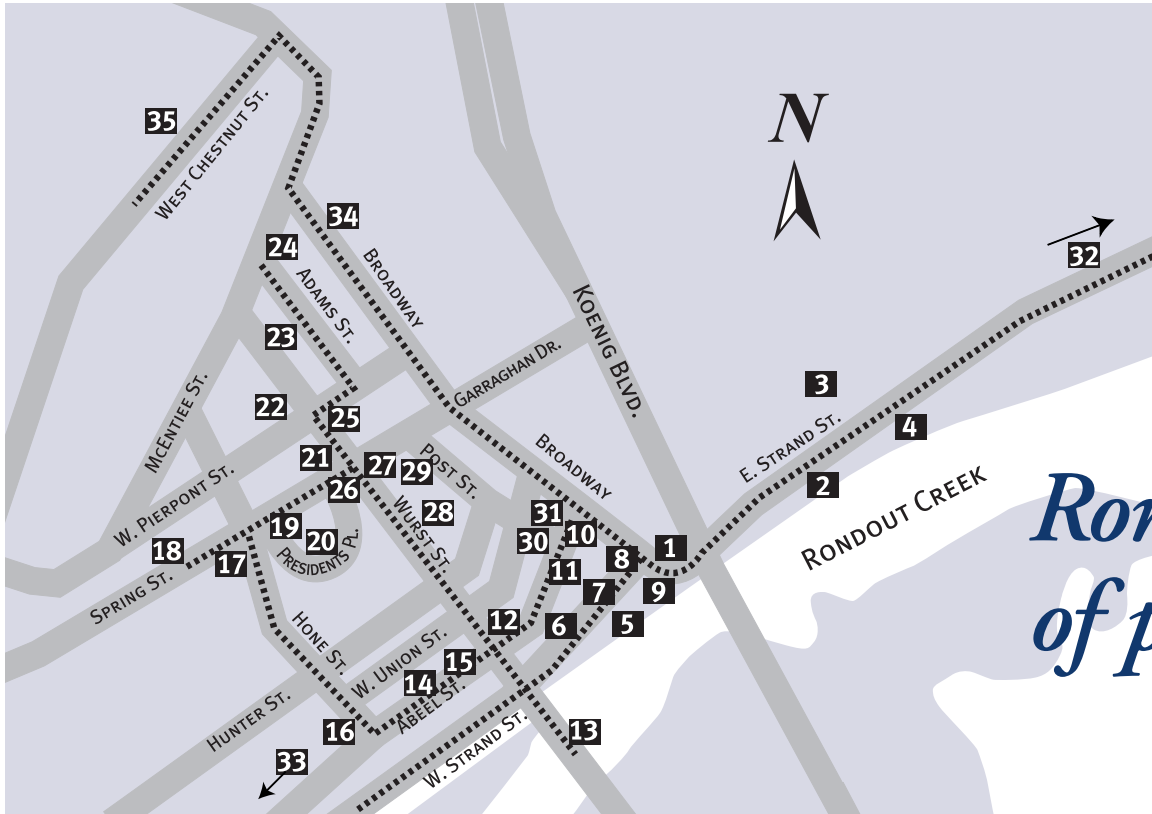 35
WEST CHESTNUT ST.
N
34
24
BROADWAY
ADAMS ST.
32
KOENIG BLVD.
23
GARRAGHAN DR.
3
MCENTIEE ST.
22
25
4
E. STRAND ST.
BROADWAY
21
27
29
POST ST.
2
26
W. PIERPONT ST.
RONDOUT CREEK
Ron
WURST ST.
28
31
19
20
PRESIDENTS PL.
30
10
18
17
8
1
11
SPRING ST.
7
9
of p
12
6
5
HONE ST.
W. UNION ST.
15
14
ABEEL ST.
HUNTER ST.
16
13
W. STRAND ST.
33